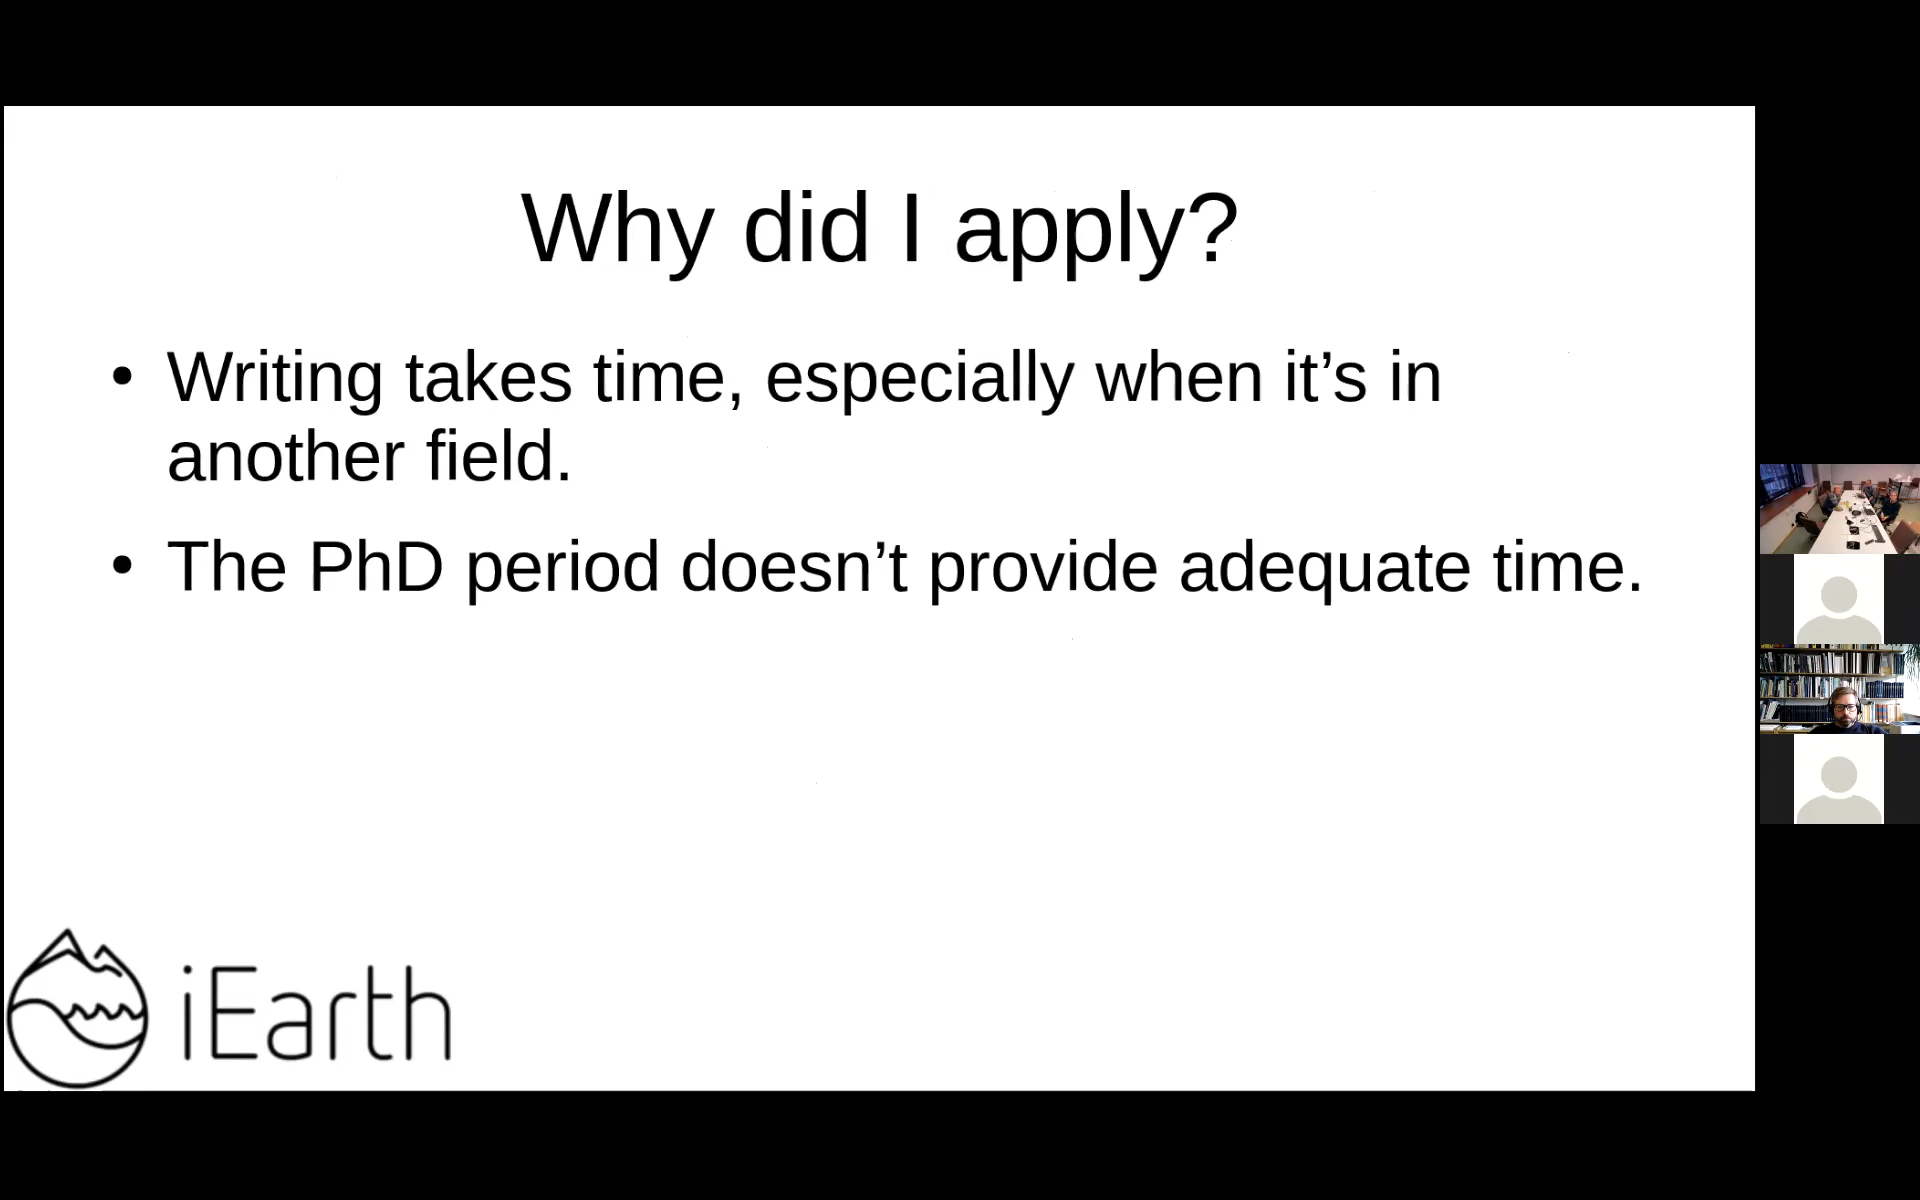 Why did I apply?
• Writing takes time, especially when it’s in
another field.
• The PhD period doesn’t provide adequate time.
iEarth